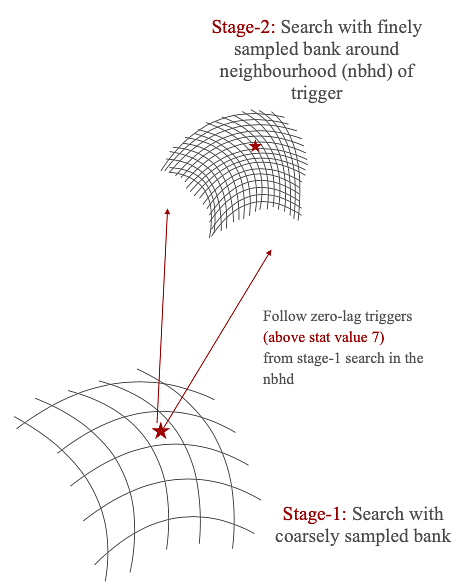 Stage-2: Search with finely
sampled bank around
neighbourhood (nbhd) of
trigger
Follow zero-lag triggers
(above stat value 7)
from stage-1 search in the
nbhd
Stage-1: Search with
coarsely sampled bank